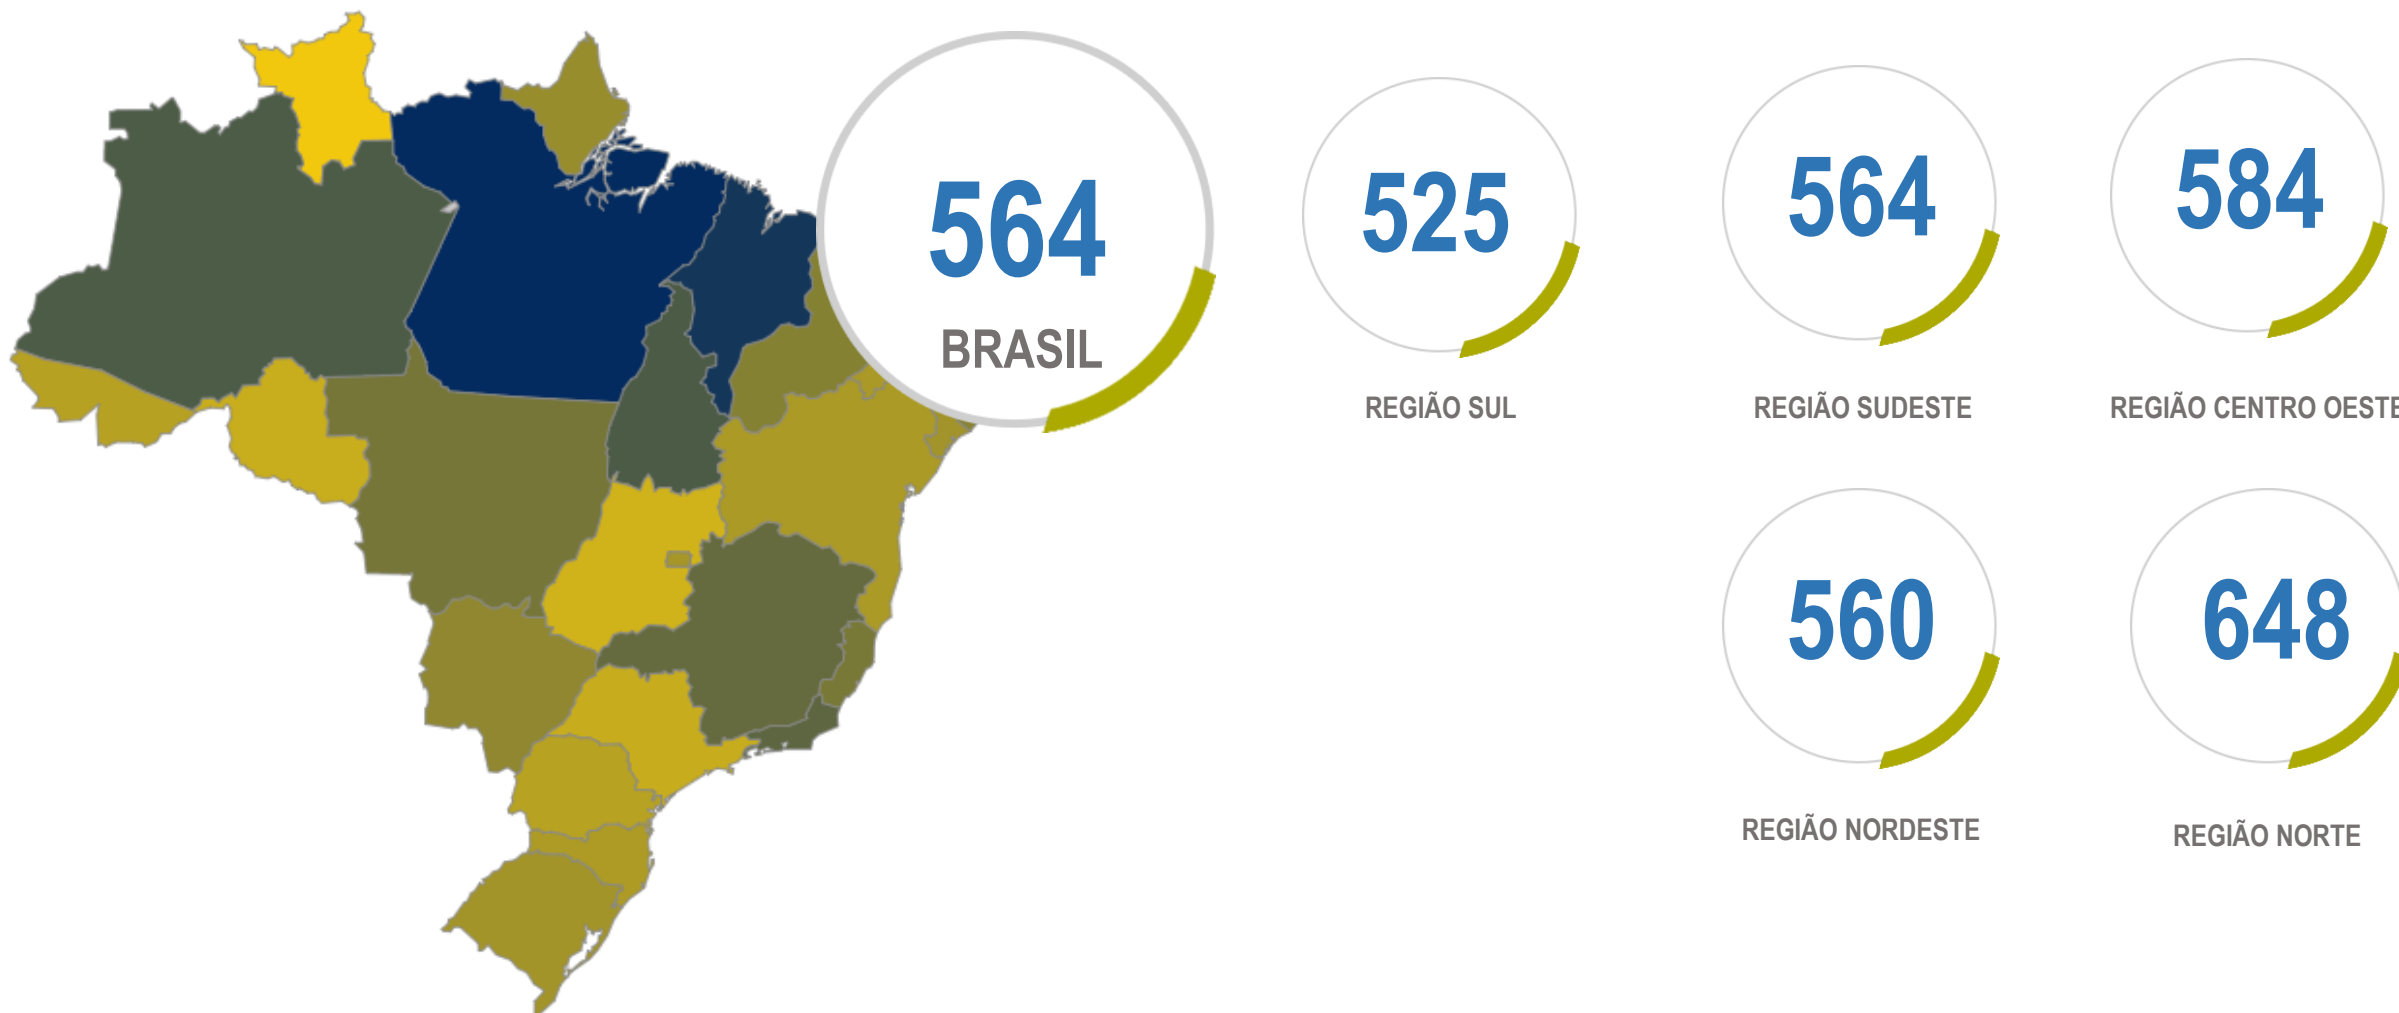 564
BRASIL
525
REGIÃO SUL
564
REGIÃO SUDESTE
584
REGIÃO CENTRO OESTE
560
REGIÃO NORDESTE
648
REGIÃO NORTE